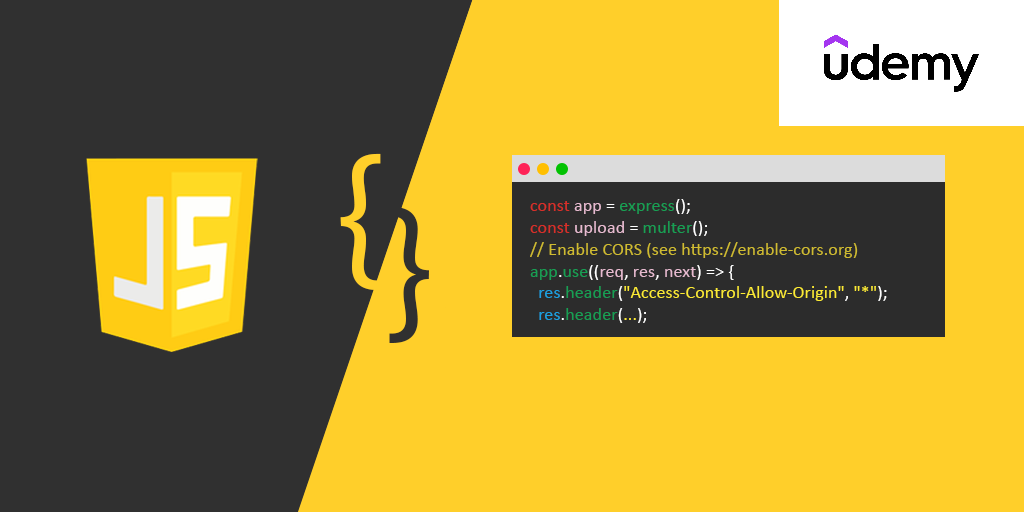 JS
{
}
udemy
const app = express();
const upload = multer();
// Enable CORS (see https://enable-cors.org)
app.use((req, res, next) => {
  res.header("Access-Control-Allow-Origin", "*");
  res.header(...);